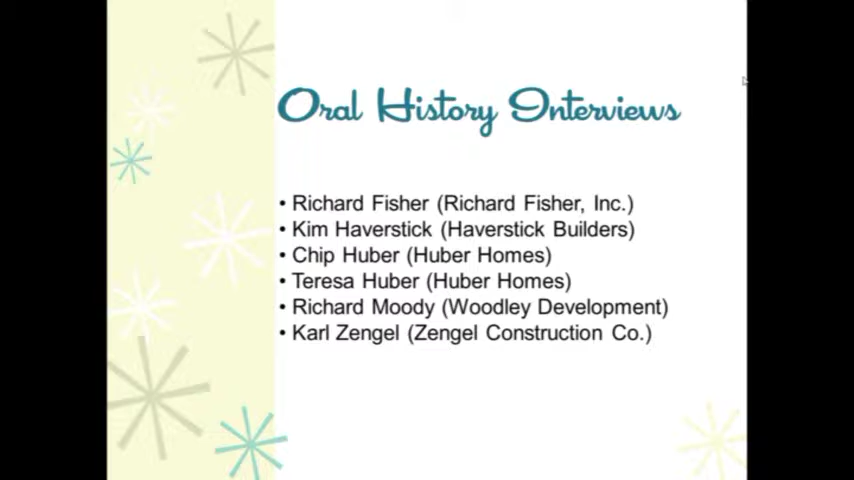 Oral History Interviews
• Richard Fisher (Richard Fisher, Inc.)
• Kim Haverstick (Haverstick Builders)
• Chip Huber (Huber Homes)
• Teresa Huber (Huber Homes)
• Richard Moody (Woodley Development)
• Karl Zengel (Zengel Construction Co.)